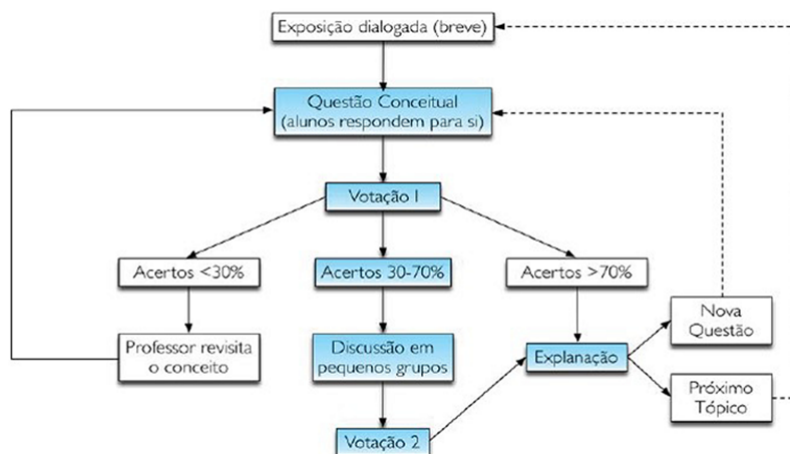 Exposição dialogada (breve)
Questão Conceitual
(alunos respondem para si)
Votação 1
Acertos <30%
Acertos 30-70%
Acertos >70%
Professor revisita
o conceito
Discussão em
pequenos grupos
Explanação
Nova
Questão
Próximo
Tópico
Votação 2